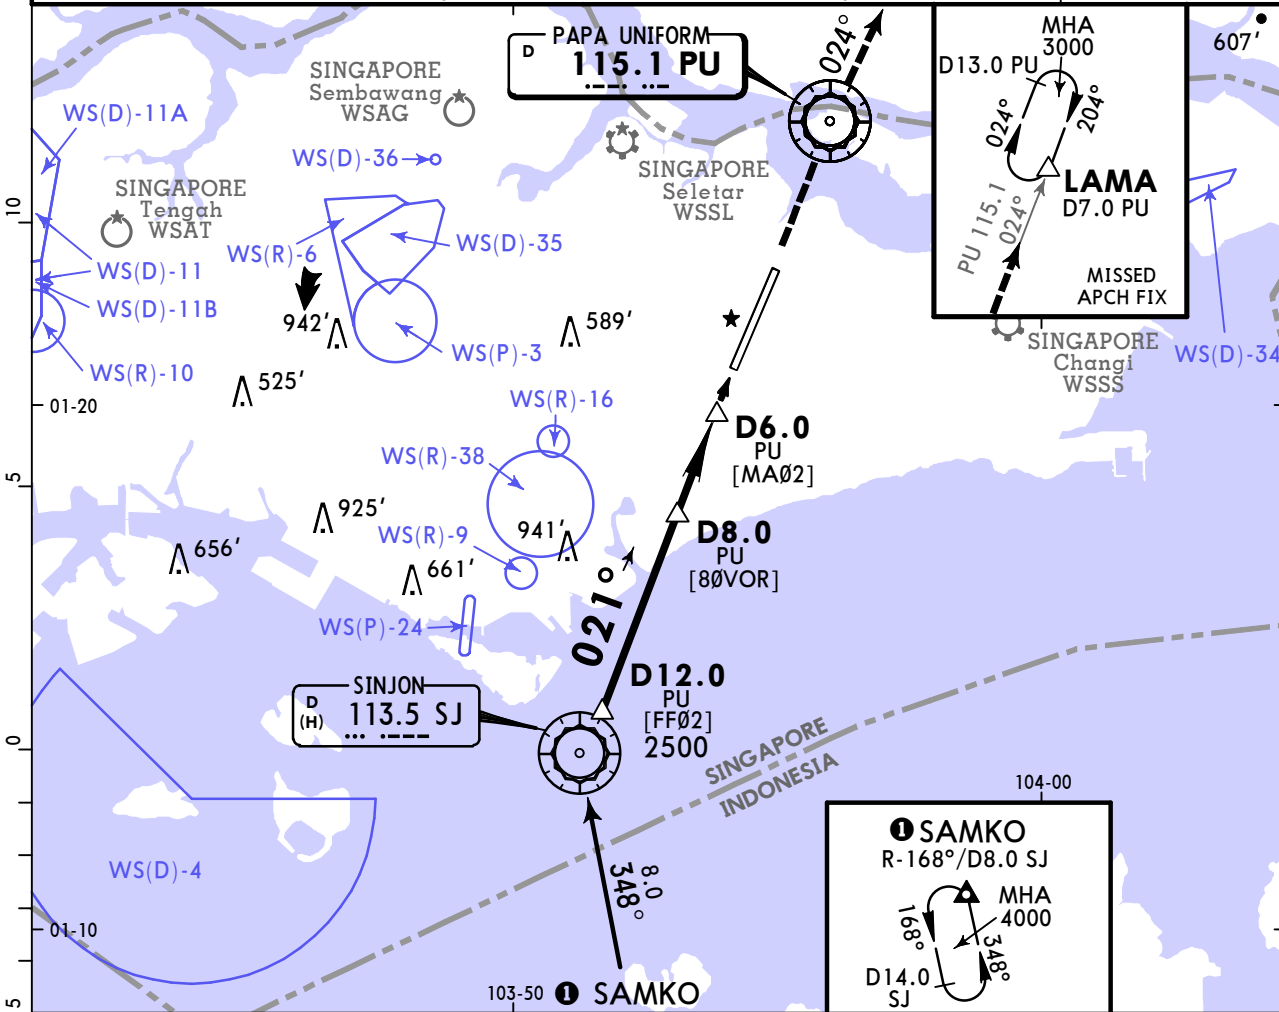 PAPA UNIFORM
D 115.1 PU
024°
SINGAPORE
Sembawang
WSAG
WS(D)-11A
WS(D)-36
SINGAPORE
Tengah
WSAT
SINGAPORE
Seletar
WSSL
WS(R)-6
WS(D)-35
WS(D)-11
WS(D)-11B
WS(R)-10
WS(P)-3
942'
589'
525'
MHA
3000
D13.0 PU
024°
204°
LAMA
D7.0 PU
PU 115.1
024°
MISSED
APCH FIX
607'
SINGAPORE
Changi
WSSS
WS(D)-34
10
01-20
5
0
01-10
5
WS(R)-16
WS(R)-38
WS(R)-9
925'
941'
656'
661'
WS(P)-24
D6.0
PU
[MAØ2]
D8.0
PU
[8ØVOR]
021°
D12.0
PU
[FFØ2]
2500
SINJON
D
(H)
113.5 SJ
SINGAPORE
INDONESIA
WS(D)-4
8.0
348°
103-50
1 SAMKO
104-00
1 SAMKO
R-168°/D8.0 SJ
MHA
4000
168°
348°
D14.0
SJ